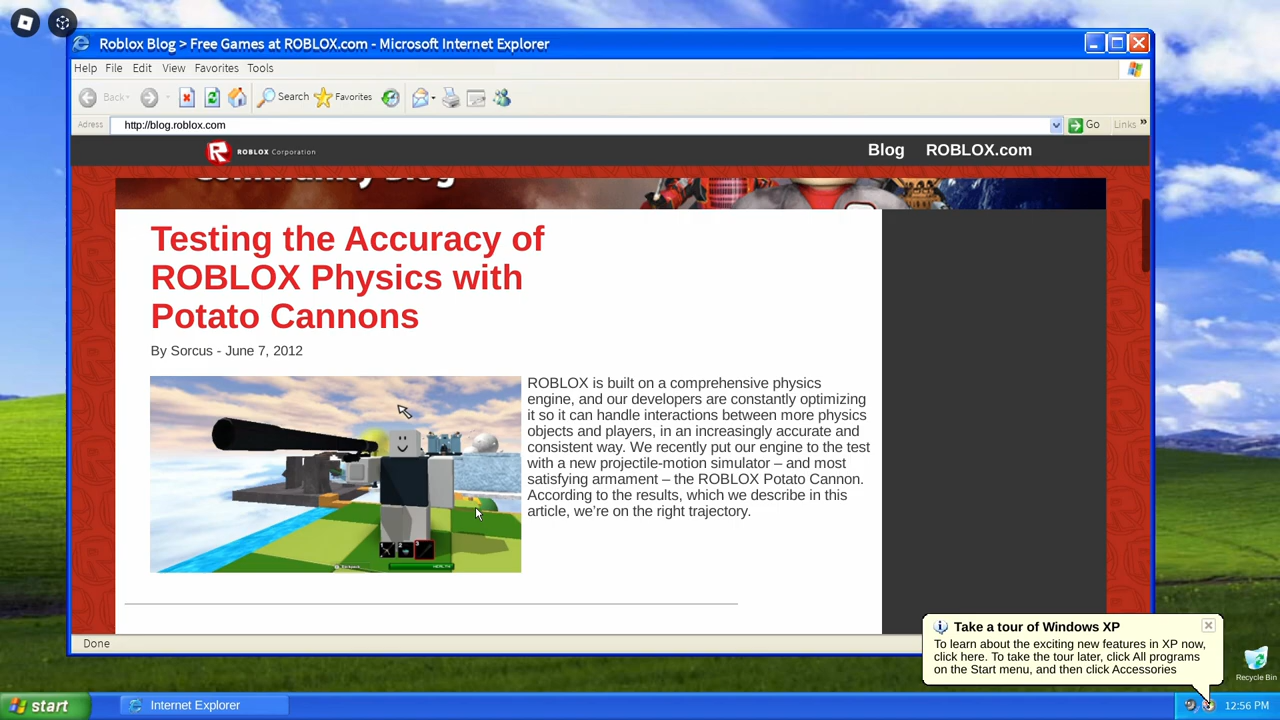 Roblox Blog > Free Games at ROBLOX.com - Microsoft Internet Explorer
Help File Edit View Favorites Tools
Back Search Favorites
Adress http://blog.roblox.com Go Links »
ROBLOX Corporation Blog ROBLOX.com
Community Blog
Testing the Accuracy of
ROBLOX Physics with
Potato Cannons
By Sorcus - June 7, 2012
ROBLOX is built on a comprehensive physics
engine, and our developers are constantly optimizing
it so it can handle interactions between more physics
objects and players, in an increasingly accurate and
consistent way. We recently put our engine to the test
with a new projectile-motion simulator – and most
satisfying armament – the ROBLOX Potato Cannon.
According to the results, which we describe in this
article, we're on the right trajectory.
1 2 3
Backpack HEALTH
Done
Take a tour of Windows XP
To learn about the exciting new features in XP now,
click here. To take the tour later, click All programs
on the Start menu, and then click Accessories
Recycle Bin
start Internet Explorer 12:56 PM